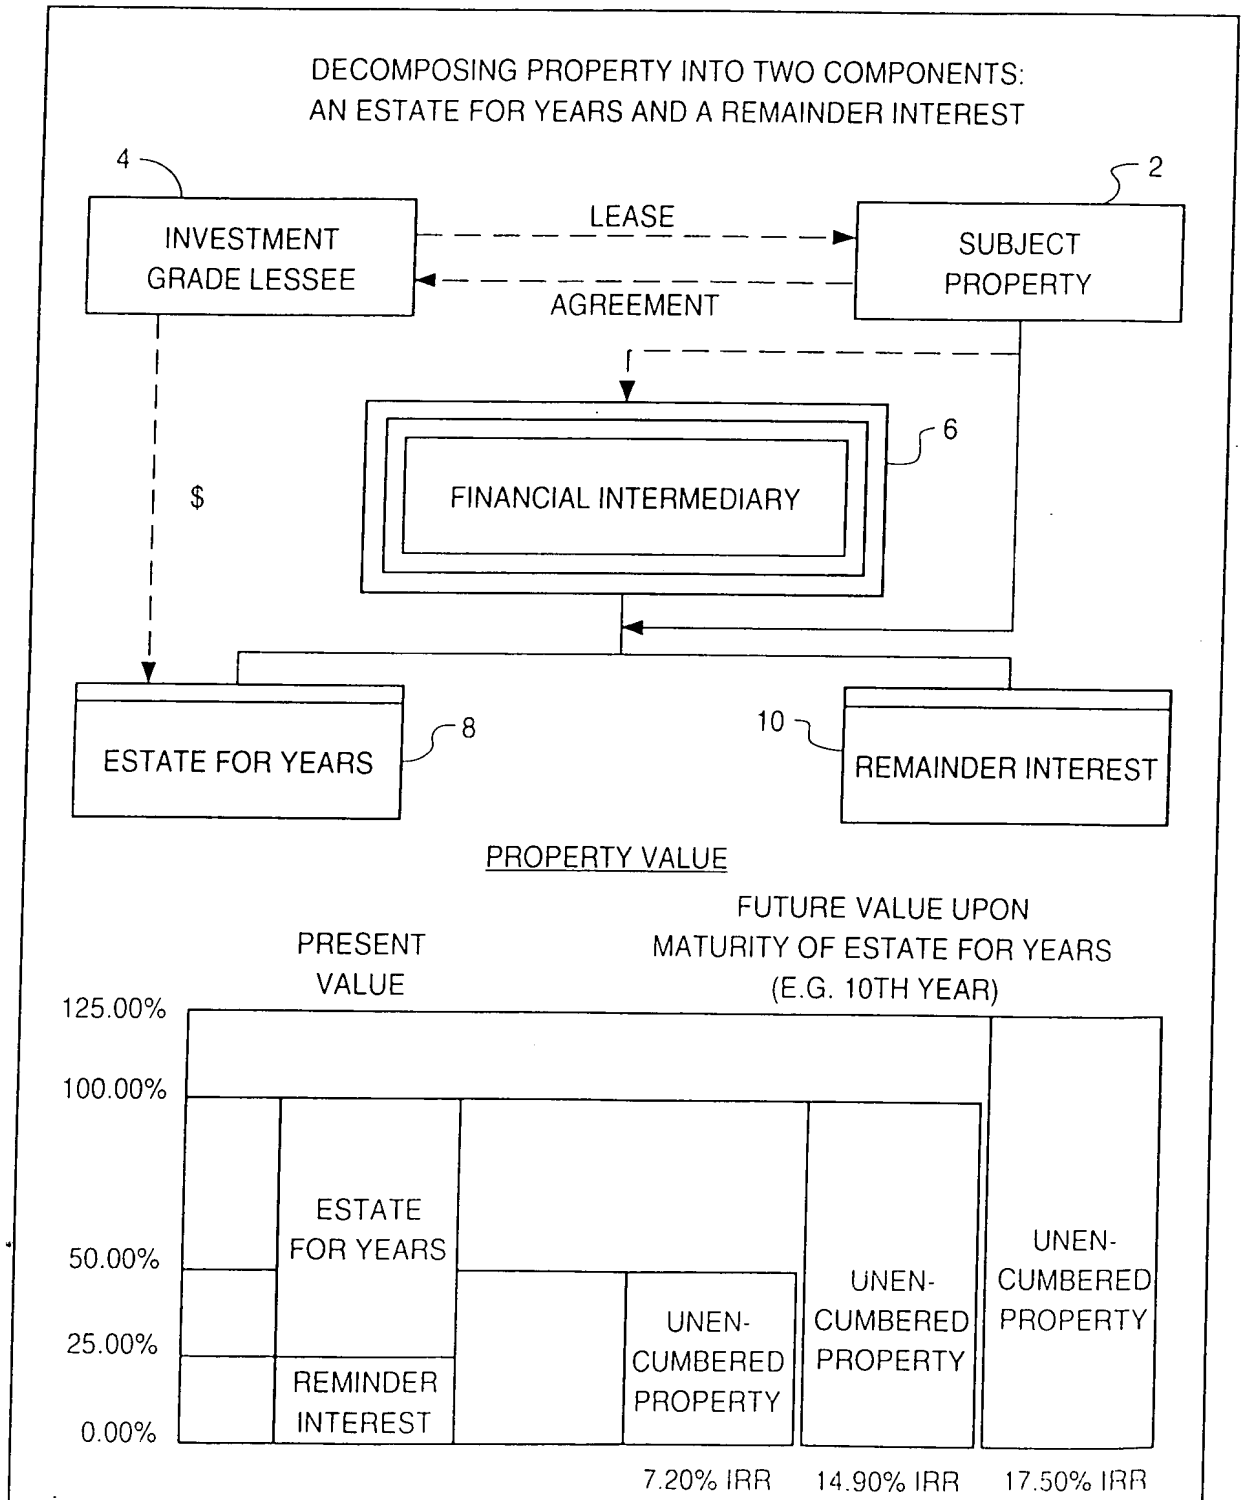 DECOMPOSING PROPERTY INTO TWO COMPONENTS:
AN ESTATE FOR YEARS AND A REMAINDER INTEREST
4
2
INVESTMENT
GRADE LESSEE
LEASE
AGREEMENT
SUBJECT
PROPERTY
6
$
FINANCIAL INTERMEDIARY
8
10
ESTATE FOR YEARS
REMAINDER INTEREST
PROPERTY VALUE
PRESENT
VALUE
FUTURE VALUE UPON
MATURITY OF ESTATE FOR YEARS
(E.G. 10TH YEAR)
125.00%
100.00%
50.00%
25.00%
0.00%
ESTATE
FOR YEARS
REMINDER
INTEREST
UNEN-
CUMBERED
PROPERTY
UNEN-
CUMBERED
PROPERTY
UNEN-
CUMBERED
PROPERTY
7.20% IRR
14.90% IRR
17.50% IRR